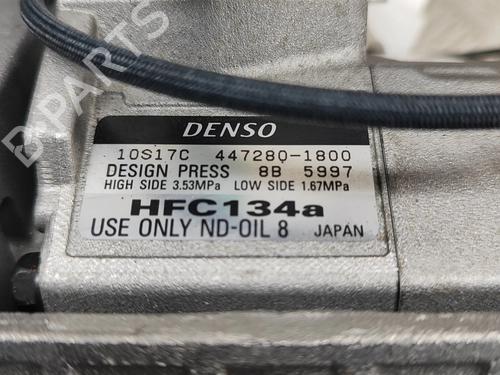 DENSO
10S17C 447280-1800
DESIGN PRESS 8B 5997
HIGH SIDE 3.53MPa LOW SIDE 1.67MPa
HFC134a
USE ONLY ND-OIL 8 JAPAN
B-PARTS